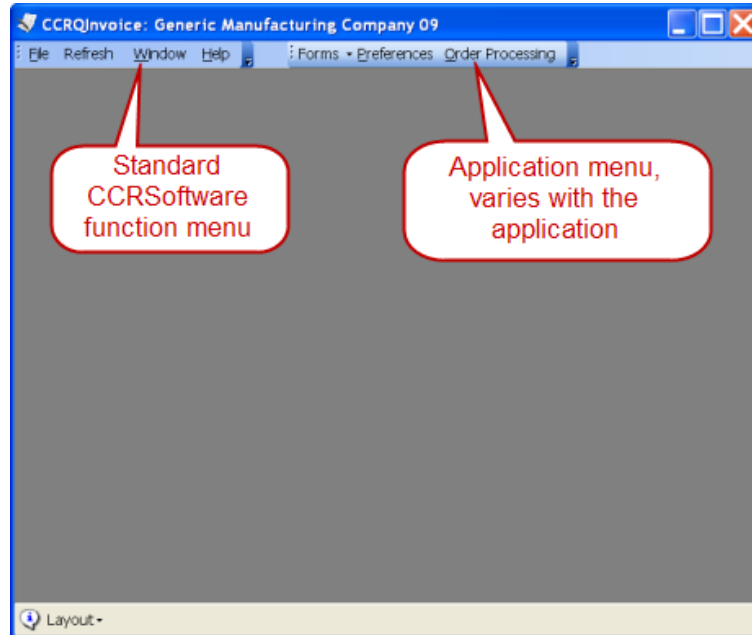 CCRQInvoice: Generic Manufacturing Company 09
File Refresh Window Help Forms Preferences Order Processing
Standard
CCRSoftware
function menu
Application menu,
varies with the
application
Layout